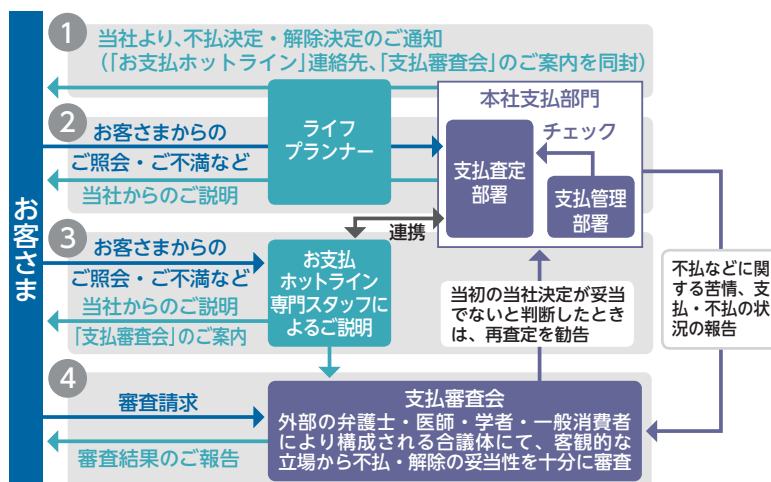 お客さま
1
当社より、不払決定・解除決定のご通知
(「お支払ホットライン」連絡先、「支払審査会」のご案内を同封)
2
お客さまからの
ご照会・ご不満など
当社からのご説明
ライフ
プランナー
本社支払部門
チェック
支払査定
部署
支払管理
部署
3
お客さまからの
ご照会・ご不満など
当社からのご説明
「支払審査会」のご案内
連携
お支払
ホットライン
専門スタッフに
よるご説明
当初の当社決定が妥当
でないと判断したとき
は、再査定を勧告
不払などに関
する苦情、支
払・不払の状
況の報告
4
審査請求
審査結果のご報告
支払審査会
外部の弁護士・医師・学者・一般消費者
により構成される合議体にて、客観的な
立場から不払・解除の妥当性を十分に審査